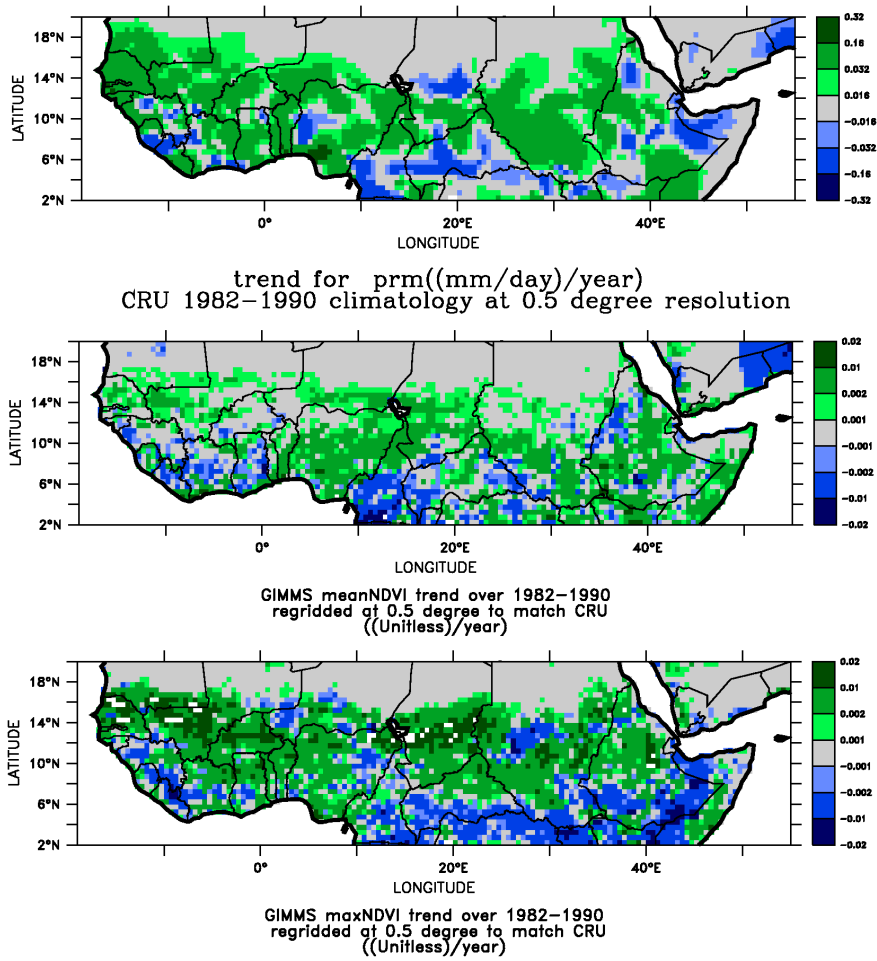 18°N
14°N
10°N
6°N
2°N
LATITUDE
0°
20°E
40°E
LONGITUDE
0.32
0.16
0.032
0.016
-0.016
-0.032
-0.16
-0.32
trend for prm((mm/day)/year)
CRU 1982-1990 climatology at 0.5 degree resolution
18°N
14°N
10°N
6°N
2°N
LATITUDE
0°
20°E
40°E
LONGITUDE
0.02
0.01
0.002
0.001
-0.001
-0.002
-0.01
-0.02
GIMMS meanNDVI trend over 1982-1990
regridded at 0.5 degree to match CRU
((Unitless)/year)
18°N
14°N
10°N
6°N
2°N
LATITUDE
0°
20°E
40°E
LONGITUDE
0.02
0.01
0.002
0.001
-0.001
-0.002
-0.01
-0.02
GIMMS maxNDVI trend over 1982-1990
regridded at 0.5 degree to match CRU
((Unitless)/year)